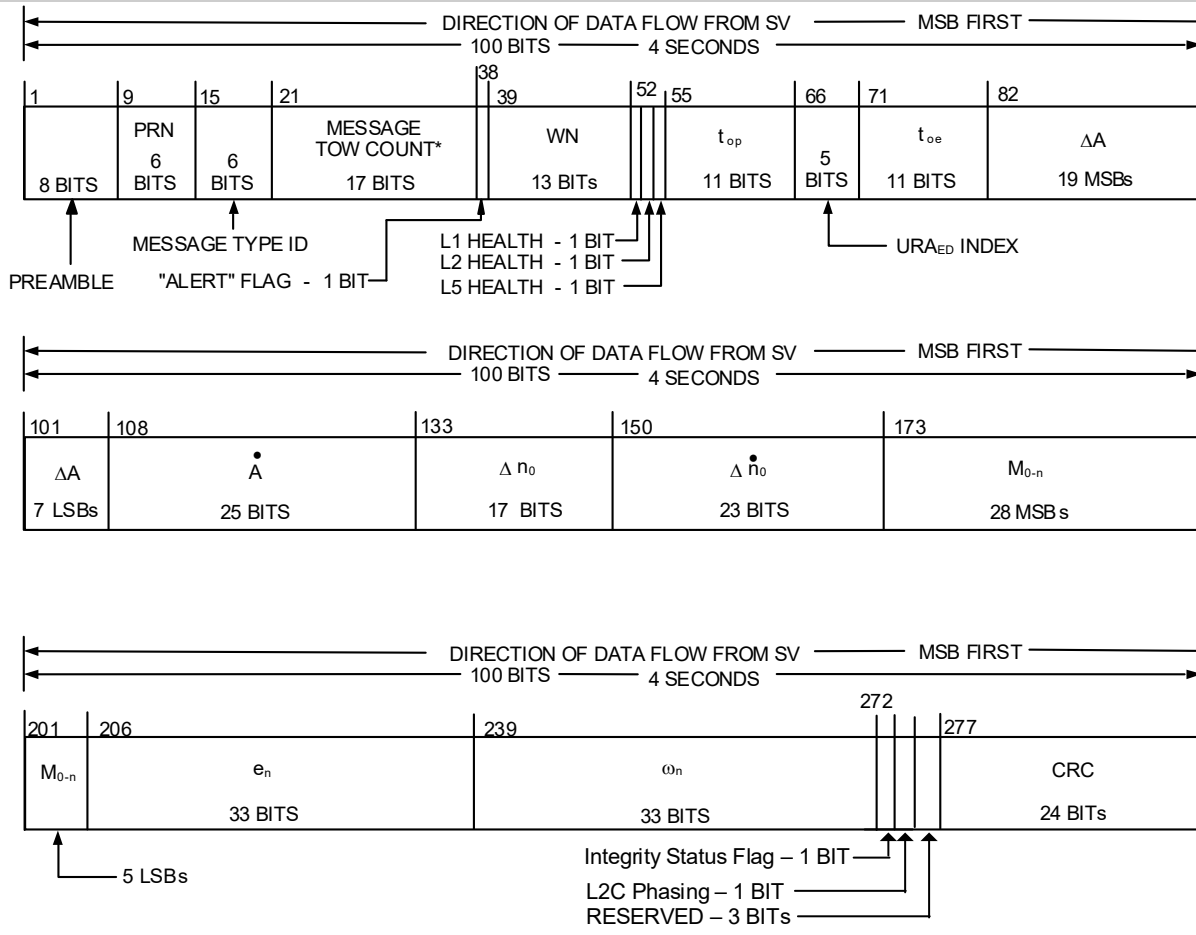 DIRECTION OF DATA FLOW FROM SV MSB FIRST
100 BITS 4 SECONDS
38
1 9 15 21 39 52 55 66 71 82
PRN 6 BITS
MESSAGE TOW COUNT*
WN
t op
t oe
ΔA
8 BITS
6 BITS
17 BITS
13 BITs
11 BITS
5 BITS
11 BITS
19 MSBs
MESSAGE TYPE ID
L1 HEALTH - 1 BIT
URAED INDEX
L2 HEALTH - 1 BIT
PREAMBLE
"ALERT" FLAG - 1 BIT
L5 HEALTH - 1 BIT
DIRECTION OF DATA FLOW FROM SV MSB FIRST
100 BITS 4 SECONDS
101 108 133 150 173
ΔA
Ȧ
Δ n0
Δ ṅ0
M0-n
7 LSBs
25 BITS
17 BITS
23 BITS
28 MSBs
DIRECTION OF DATA FLOW FROM SV MSB FIRST
100 BITS 4 SECONDS
272
201 206 239 277
M0-n
en
ωn
CRC
33 BITS
33 BITS
24 BITs
Integrity Status Flag – 1 BIT
5 LSBs
L2C Phasing – 1 BIT
RESERVED – 3 BITs